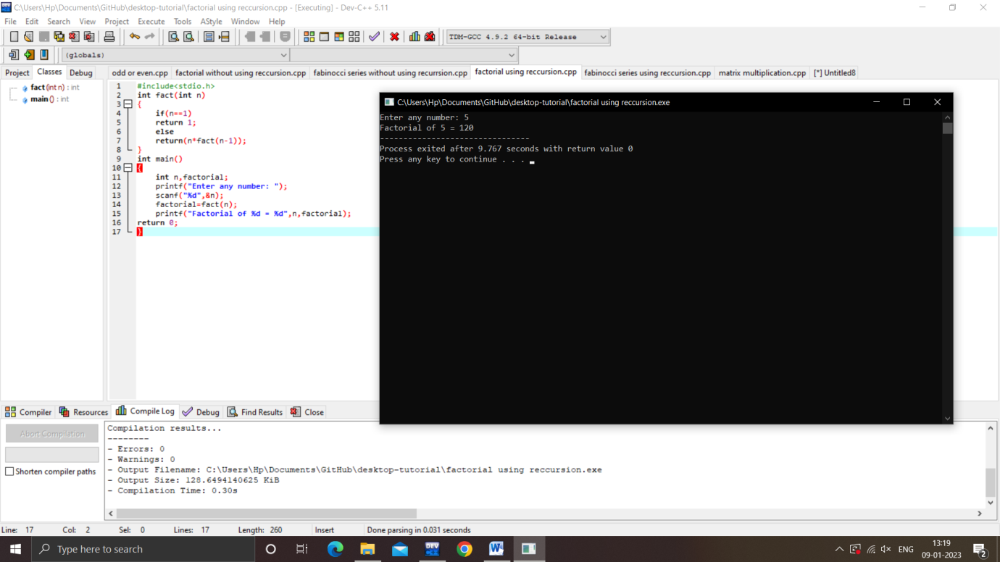 C:\Users\Hp\Documents\GitHub\desktop-tutorial\factorial using reccursion.cpp - [Executing] - Dev-C++ 5.11
File Edit Search View Project Execute Tools AStyle Window Help
TDM-GCC 4.9.2 64-bit Release
(globals)
Project Classes Debug
odd or even.cpp factorial without using reccursion.cpp fabinocci series without using recurrsion.cpp factorial using reccursion.cpp fabinocci series using reccursion.cpp matrix multiplication.cpp [*] Untitled8
fact (int n) : int
main () : int
1 #include<stdio.h>
2 int fact(int n)
3 {
4 if(n==1)
5 return 1;
6 else
7 return(n*fact(n-1));
8 }
9 int main()
10 {
11 int n,factorial;
12 printf("Enter any number: ");
13 scanf("%d",&n);
14 factorial=fact(n);
15 printf("Factorial of %d = %d",n,factorial);
16 return 0;
17 }
C:\Users\Hp\Documents\GitHub\desktop-tutorial\factorial using reccursion.exe
Enter any number: 5
Factorial of 5 = 120
--------------------------------
Process exited after 9.767 seconds with return value 0
Press any key to continue . . .
Compiler Resources Compile Log Debug Find Results Close
Abort Compilation
Shorten compiler paths
Compilation results...
--------
- Errors: 0
- Warnings: 0
- Output Filename: C:\Users\Hp\Documents\GitHub\desktop-tutorial\factorial using reccursion.exe
- Output Size: 128.6494140625 KiB
- Compilation Time: 0.30s
Line: 17 Col: 2 Sel: 0 Lines: 17 Length: 260 Insert Done parsing in 0.031 seconds
Type here to search
DEV
W
ENG
13:19
09-01-2023
2